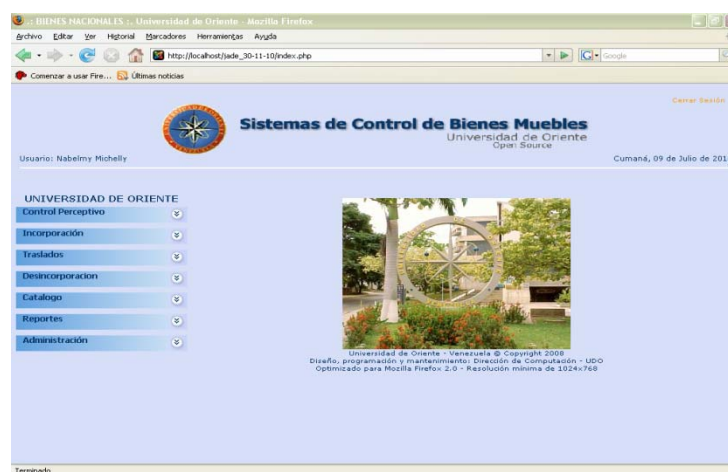 .: BIENES NACIONALES :. Universidad de Oriente - Mozilla Firefox
Archivo Editar Ver Historial Marcadores Herramientas Ayuda
http://localhost/jade_30-11-10/index.php
Google
Comenzar a usar Fire... Últimas noticias
Cerrar Sesión
Sistemas de Control de Bienes Muebles
Universidad de Oriente
Open Source
Usuario: Nabelmy Michelly
Cumaná, 09 de Julio de 201
UNIVERSIDAD DE ORIENTE
Control Perceptivo
Incorporación
Traslados
Desincorporacion
Catalogo
Reportes
Administración
Universidad de Oriente - Venezuela @ Copyright 2008
Diseño, programación y mantenimiento: Dirección de Computación - UDO
Optimizado para Mozilla Firefox 2.0 - Resolución mínima de 1024x768
Terminado